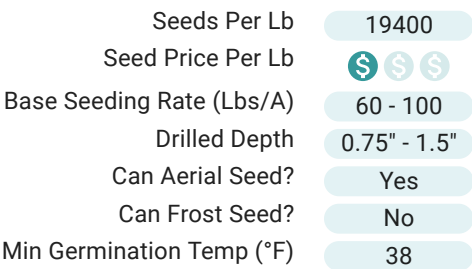 Seeds Per Lb 19400
Seed Price Per Lb $ $ $
Base Seeding Rate (Lbs/A) 60 - 100
Drilled Depth 0.75" - 1.5"
Can Aerial Seed? Yes
Can Frost Seed? No
Min Germination Temp (°F) 38